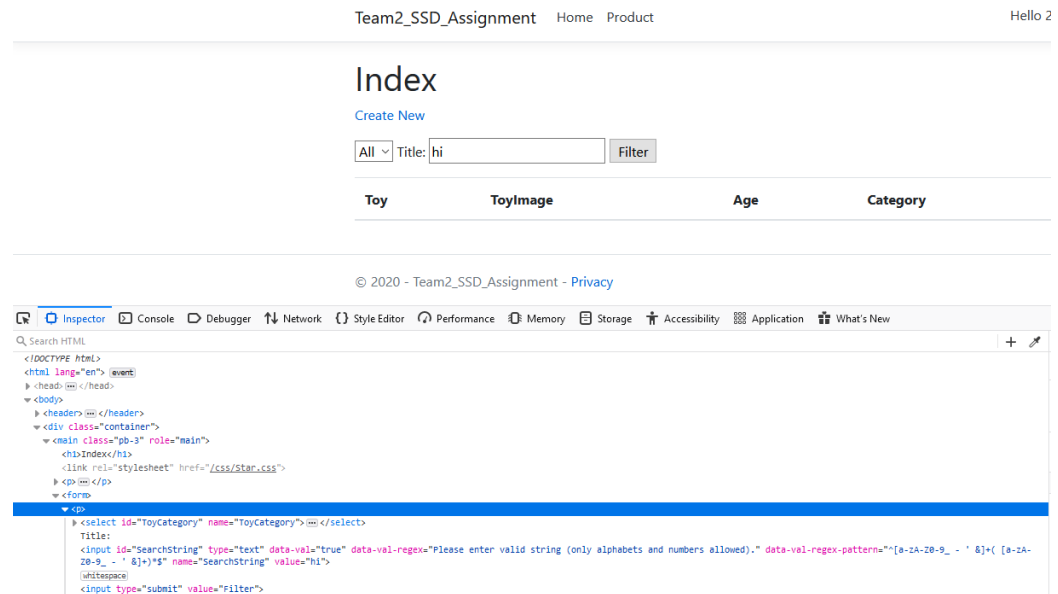 Team2_SSD_Assignment Home Product Hello 2
Index
Create New
All Title: hi Filter
Toy ToyImage Age Category
© 2020 - Team2_SSD_Assignment - Privacy
Inspector Console Debugger Network Style Editor Performance Memory Storage Accessibility Application What's New
Search HTML
<!DOCTYPE html>
<html lang="en"> event
<head> ••• </head>
<body>
<header> ••• </header>
<div class="container">
<main class="pb-3" role="main">
<h1>Index</h1>
<link rel="stylesheet" href="/css/Star.css">
<p> ••• </p>
<form>
<p>
<select id="ToyCategory" name="ToyCategory"> ••• </select>
Title:
<input id="SearchString" type="text" data-val="true" data-val-regex="Please enter valid string (only alphabets and numbers allowed)." data-val-regex-pattern="^[a-zA-Z0-9_ - ' &]+( [a-zA-
Z0-9_ - ' &]+)*$" name="SearchString" value="hi">
whitespace
<input type="submit" value="Filter">